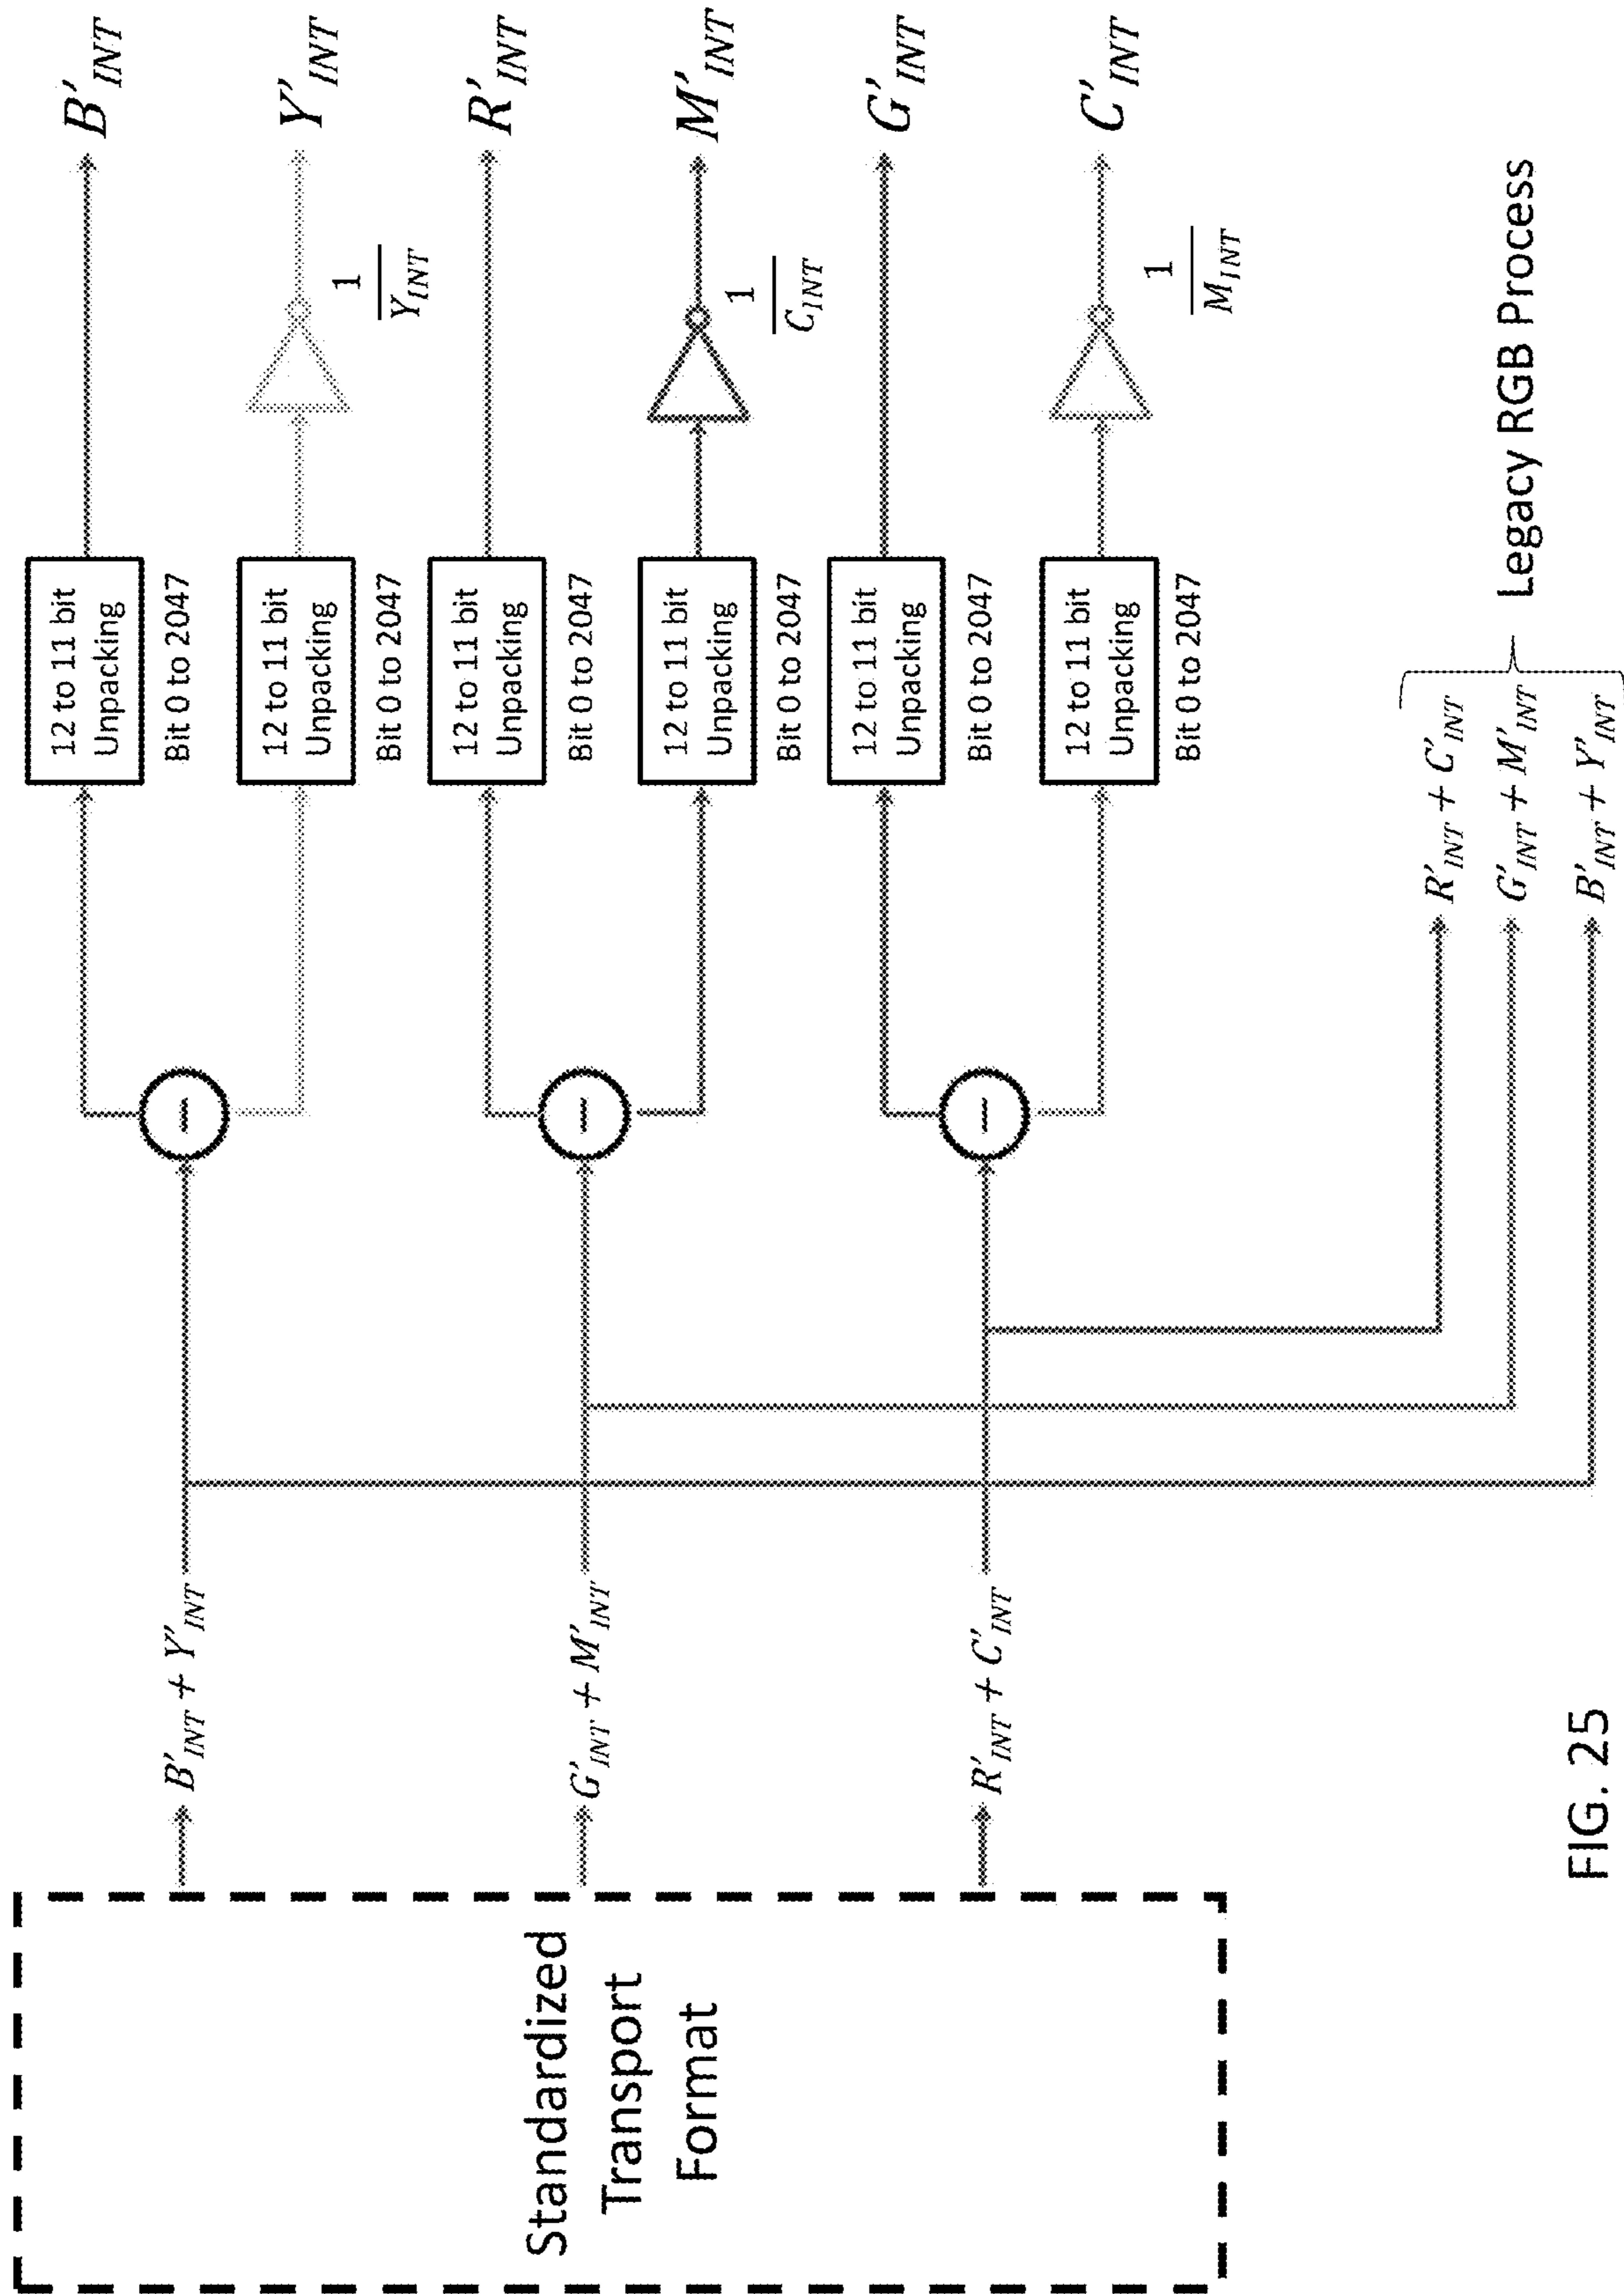 Standardized
Transport
Format
B'INT + Y'INT
G'INT + M'INT
R'INT + C'INT
−
−
−
12 to 11 bit
Unpacking
Bit 0 to 2047
12 to 11 bit
Unpacking
Bit 0 to 2047
12 to 11 bit
Unpacking
Bit 0 to 2047
12 to 11 bit
Unpacking
Bit 0 to 2047
12 to 11 bit
Unpacking
Bit 0 to 2047
12 to 11 bit
Unpacking
Bit 0 to 2047
1
YINT
1
CINT
1
MINT
B'INT
Y'INT
R'INT
M'INT
G'INT
C'INT
R'INT + C'INT
G'INT + M'INT
B'INT + Y'INT
Legacy RGB Process
FIG. 25